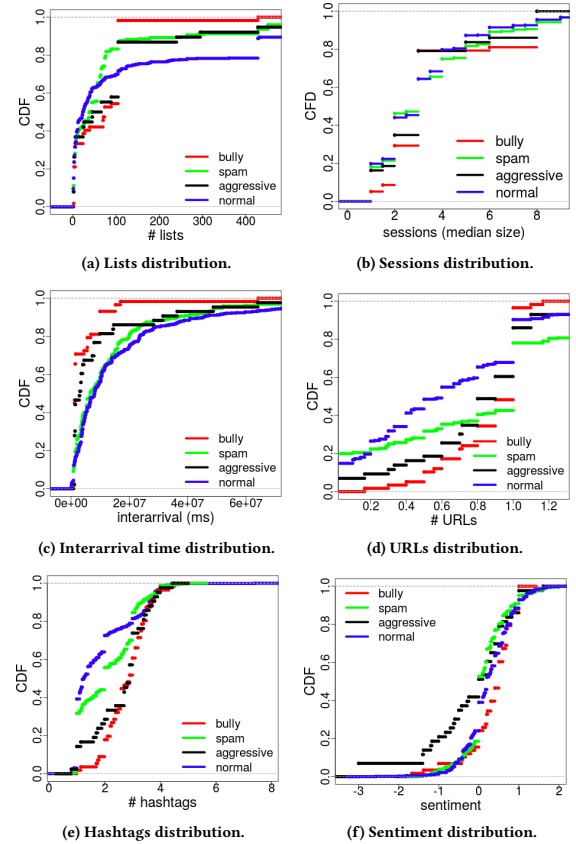 CDF
0.0 0.2 0.4 0.6 0.8 1.0
bully
spam
aggressive
normal
0 100 200 300 400
# lists
(a) Lists distribution.
CFD
0.0 0.2 0.4 0.6 0.8 1.0
bully
spam
aggressive
normal
0 2 4 6 8
sessions (median size)
(b) Sessions distribution.
CDF
0.0 0.2 0.4 0.6 0.8 1.0
bully
spam
aggressive
normal
0e+00 2e+07 4e+07 6e+07
interarrival (ms)
(c) Interarrival time distribution.
CDF
0.0 0.2 0.4 0.6 0.8 1.0
bully
spam
aggressive
normal
0.2 0.4 0.6 0.8 1.0 1.2
# URLs
(d) URLs distribution.
CDF
0.0 0.2 0.4 0.6 0.8 1.0
bully
spam
aggressive
normal
0 2 4 6 8
# hashtags
(e) Hashtags distribution.
CDF
0.0 0.2 0.4 0.6 0.8 1.0
bully
spam
aggressive
normal
-3 -2 -1 0 1 2
sentiment
(f) Sentiment distribution.